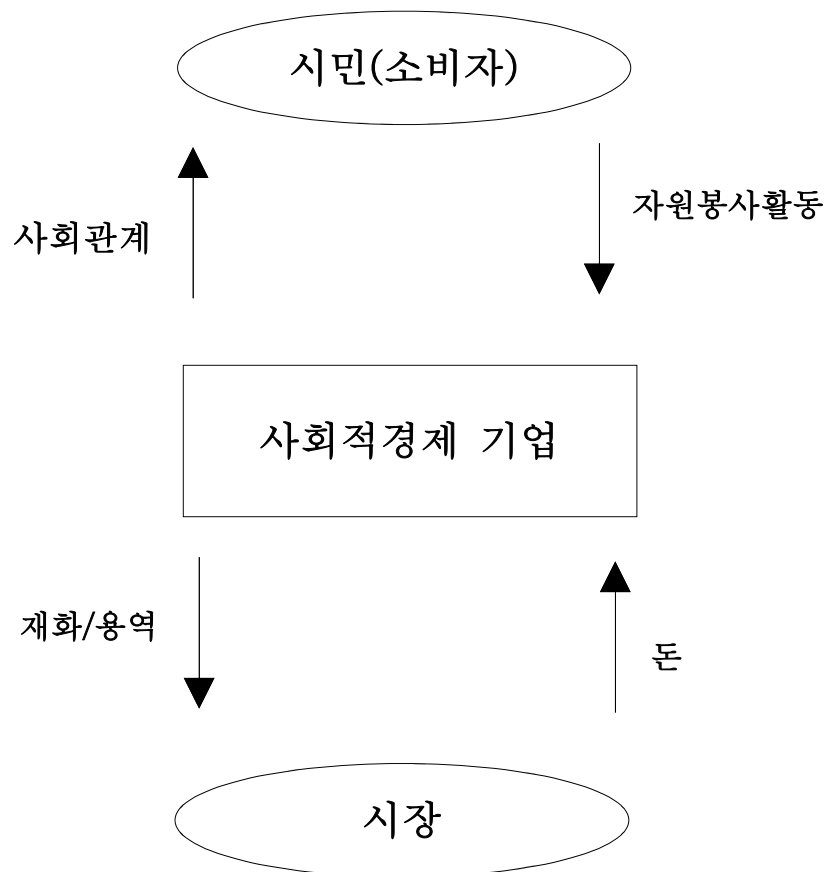 시민(소비자)
자원봉사활동
사회관계
사회적경제 기업
재화/용역
돈
시장